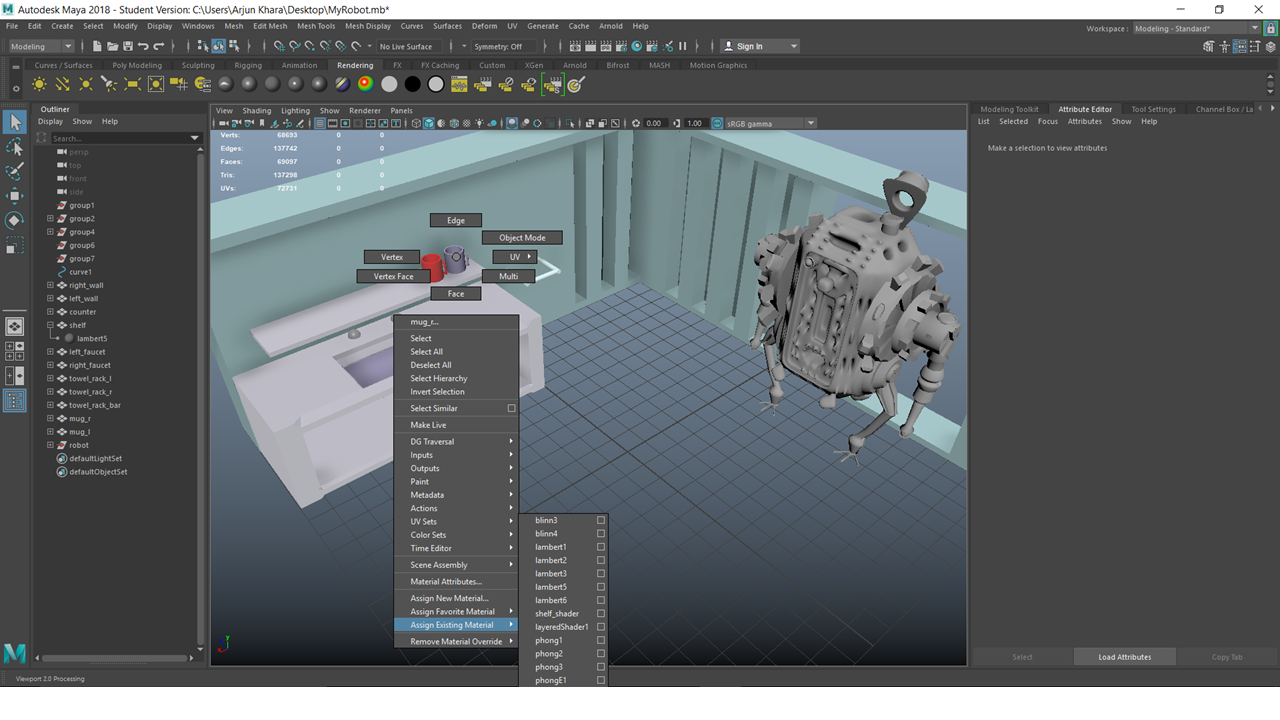 Autodesk Maya 2018 - Student Version: C:\Users\Arjun Khara\Desktop\MyRobot.mb*
File Edit Create Select Modify Display Windows Mesh Edit Mesh Mesh Tools Mesh Display Curves Surfaces Deform UV Generate Cache Arnold Help
Workspace : Modeling - Standard*
Modeling No Live Surface Symmetry: Off Sign In
Curves / Surfaces Poly Modeling Sculpting Rigging Animation Rendering FX FX Caching Custom XGen Arnold Bifrost MASH Motion Graphics
Outliner
Display Show Help
Search...
persp
top
front
side
group1
group2
group4
group6
group7
curve1
right_wall
left_wall
counter
shelf
lambert5
left_faucet
right_faucet
towel_rack_l
towel_rack_r
towel_rack_bar
mug_r
mug_l
robot
defaultLightSet
defaultObjectSet
View Shading Lighting Show Renderer Panels
0.00 1.00 sRGB gamma
Verts: 68693 0 0
Edges: 137742 0 0
Faces: 69097 0 0
Tris: 137298 0 0
UVs: 72731 0 0
Edge
Object Mode
Vertex
UV
Vertex Face
Multi
Face
mug_r...
Select
Select All
Deselect All
Select Hierarchy
Invert Selection
Select Similar
Make Live
DG Traversal
Inputs
Outputs
Paint
Metadata
Actions
UV Sets
Color Sets
Time Editor
Scene Assembly
Material Attributes...
Assign New Material...
Assign Favorite Material
Assign Existing Material
Remove Material Override
blinn3
blinn4
lambert1
lambert2
lambert3
lambert5
lambert6
shelf_shader
layeredShader1
phong1
phong2
phong3
phongE1
Modeling Toolkit Attribute Editor Tool Settings Channel Box / La
List Selected Focus Attributes Show Help
Make a selection to view attributes
Select Load Attributes Copy Tab
Viewport 2.0 Processing